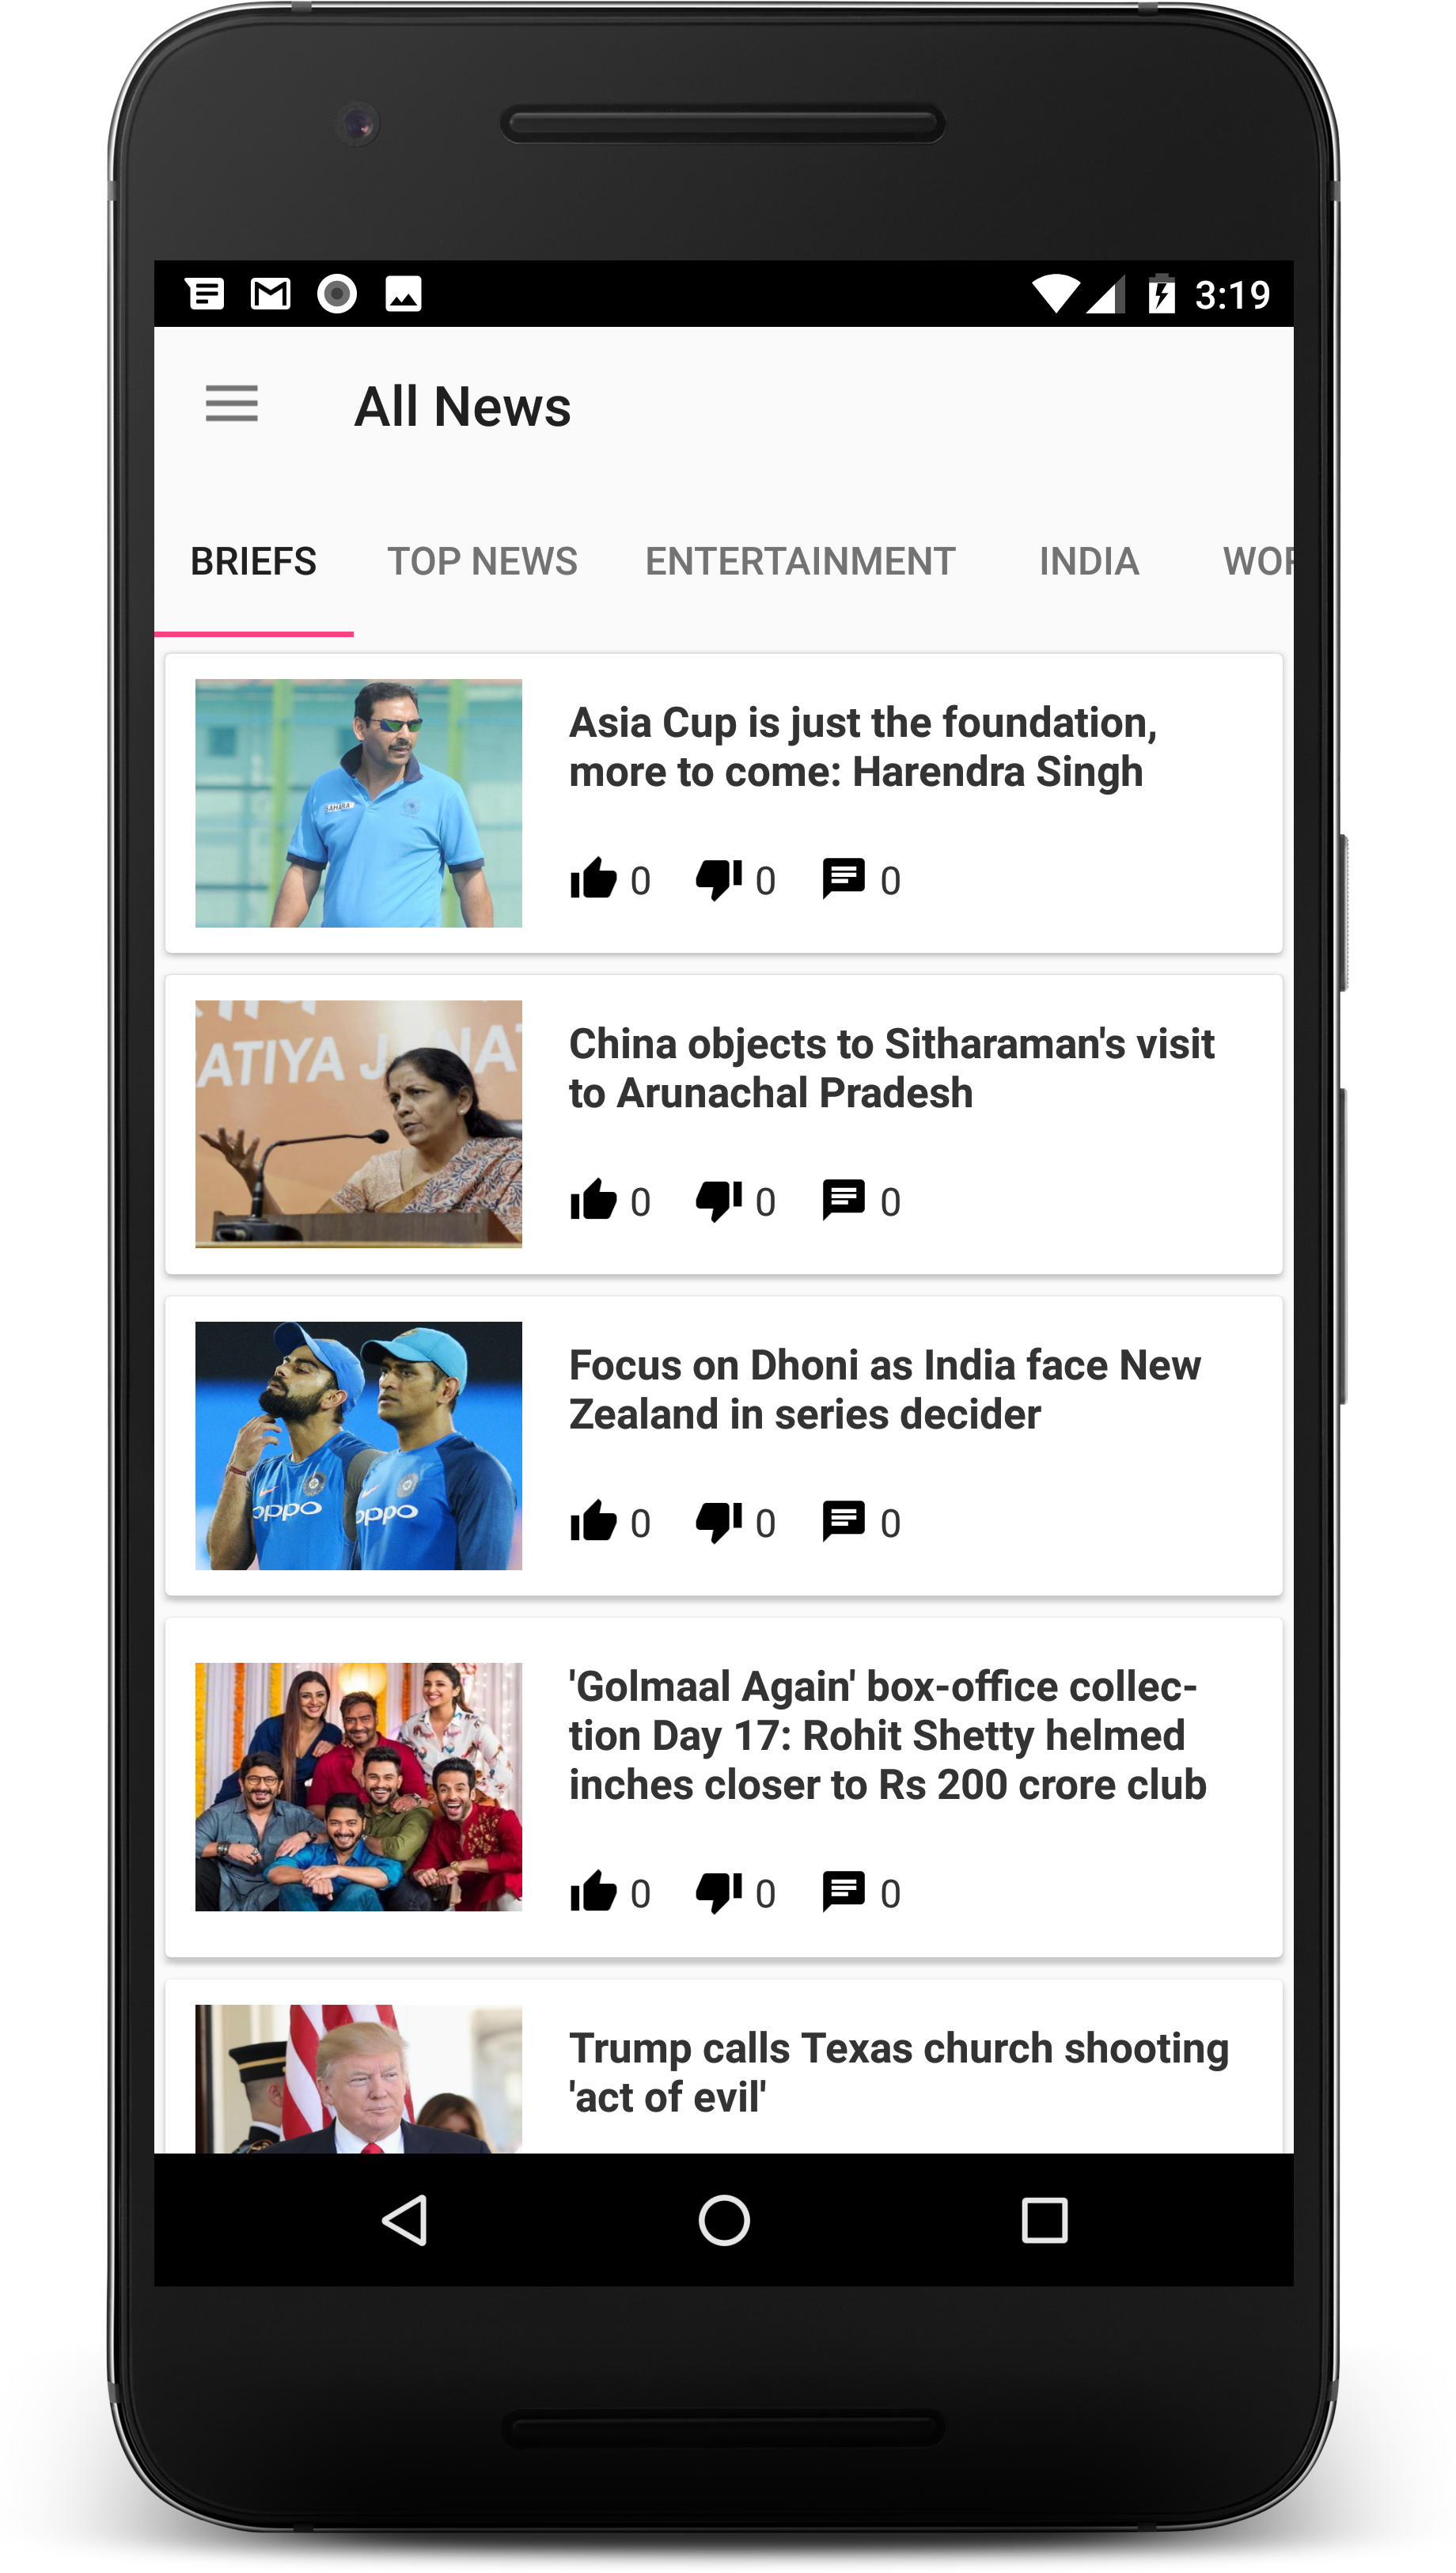 3:19
All News
BRIEFS TOP NEWS ENTERTAINMENT INDIA
Asia Cup is just the foundation,
more to come: Harendra Singh
SAHARA
0 0 0
ATIYA
China objects to Sitharaman's visit
to Arunachal Pradesh
0 0 0
Focus on Dhoni as India face New
Zealand in series decider
oppo oppo
0 0 0
'Golmaal Again' box-office collec-
tion Day 17: Rohit Shetty helmed
inches closer to Rs 200 crore club
0 0 0
Trump calls Texas church shooting
'act of evil'